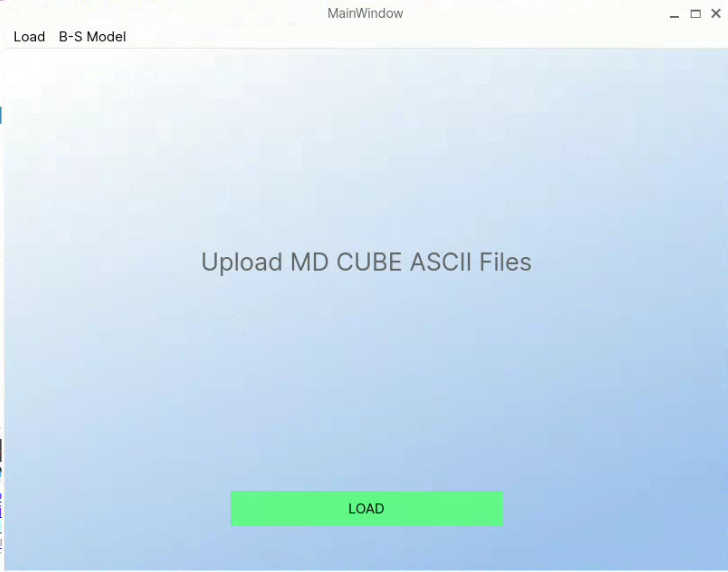 MainWindow
Load B-S Model
Upload MD CUBE ASCII Files
LOAD